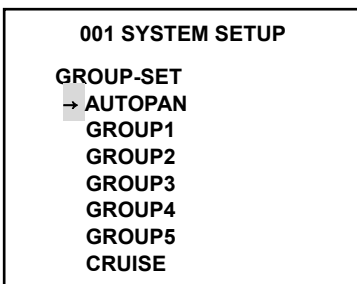 001 SYSTEM SETUP
GROUP-SET
→ AUTOPAN
GROUP1
GROUP2
GROUP3
GROUP4
GROUP5
CRUISE